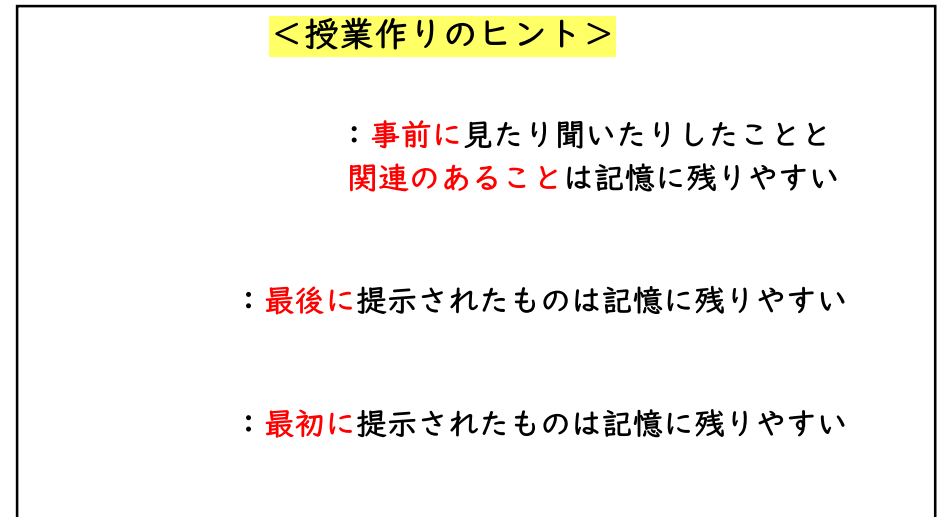 ＜授業作りのヒント＞
：事前に見たり聞いたりしたことと
関連のあることは記憶に残りやすい
：最後に提示されたものは記憶に残りやすい
：最初に提示されたものは記憶に残りやすい